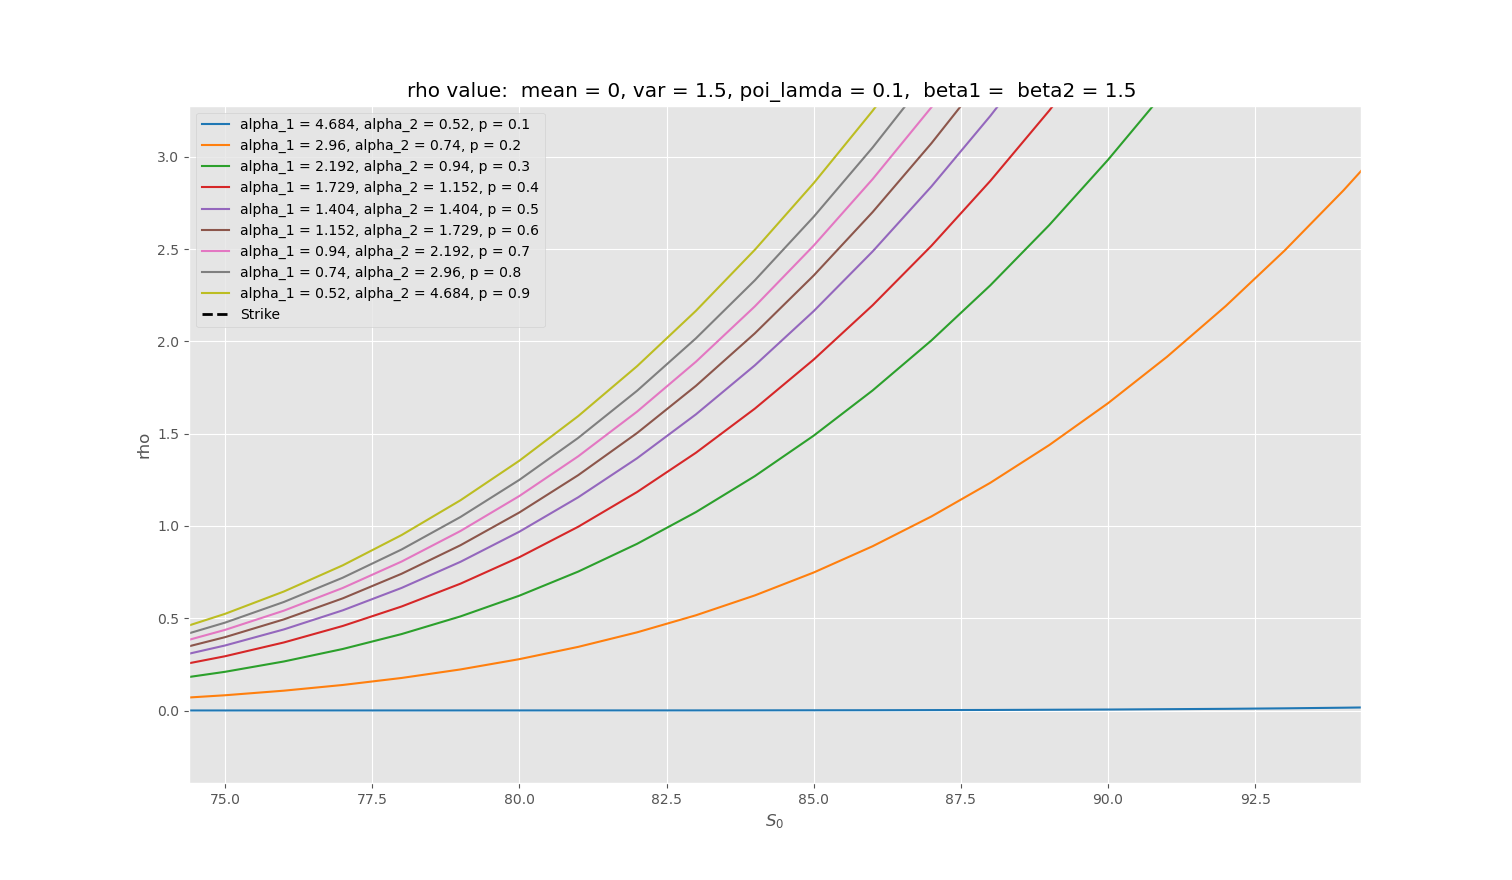 rho value:  mean = 0, var = 1.5, poi_lamda = 0.1,  beta1 =  beta2 = 1.5
alpha_1 = 4.684, alpha_2 = 0.52, p = 0.1
alpha_1 = 2.96, alpha_2 = 0.74, p = 0.2
alpha_1 = 2.192, alpha_2 = 0.94, p = 0.3
alpha_1 = 1.729, alpha_2 = 1.152, p = 0.4
alpha_1 = 1.404, alpha_2 = 1.404, p = 0.5
alpha_1 = 1.152, alpha_2 = 1.729, p = 0.6
alpha_1 = 0.94, alpha_2 = 2.192, p = 0.7
alpha_1 = 0.74, alpha_2 = 2.96, p = 0.8
alpha_1 = 0.52, alpha_2 = 4.684, p = 0.9
Strike
3.0
2.5
2.0
1.5
1.0
0.5
0.0
rho
75.0 77.5 80.0 82.5 85.0 87.5 90.0 92.5
S_0